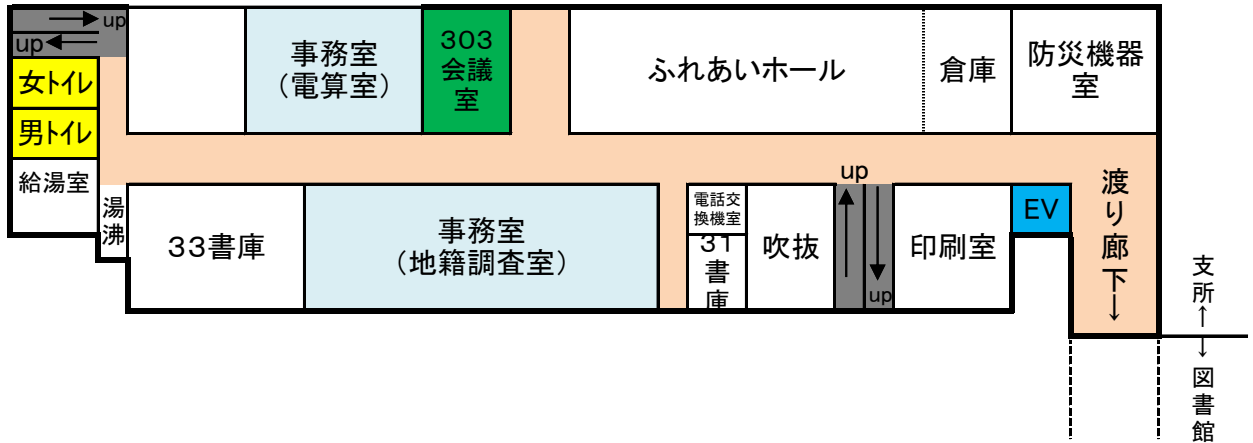 up
up
女トイレ
男トイレ
給湯室
湯沸
事務室
（電算室）
303
会議
室
ふれあいホール
倉庫
防災機器
室
33書庫
事務室
（地籍調査室）
電話交
換機室
31
書
庫
吹抜
up
up
印刷室
EV
渡り廊下→
支所↑
↓図書館